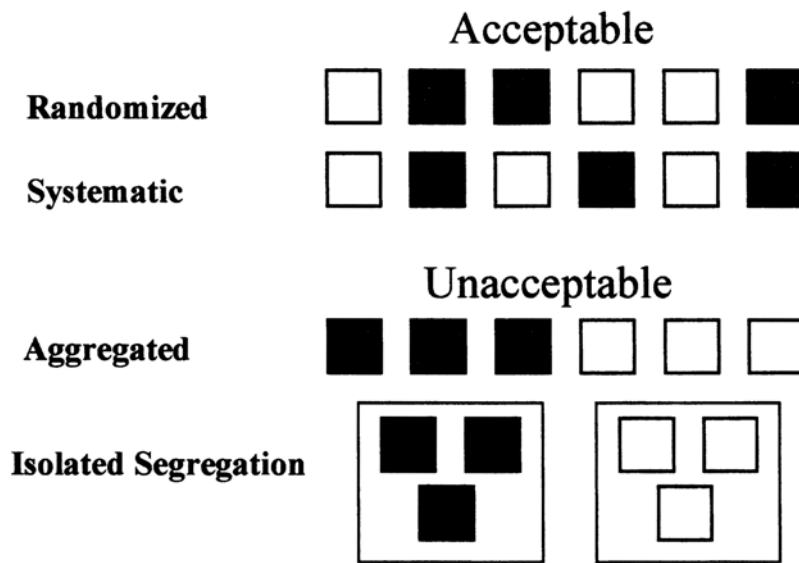 Acceptable
Randomized
Systematic
Unacceptable
Aggregated
Isolated Segregation